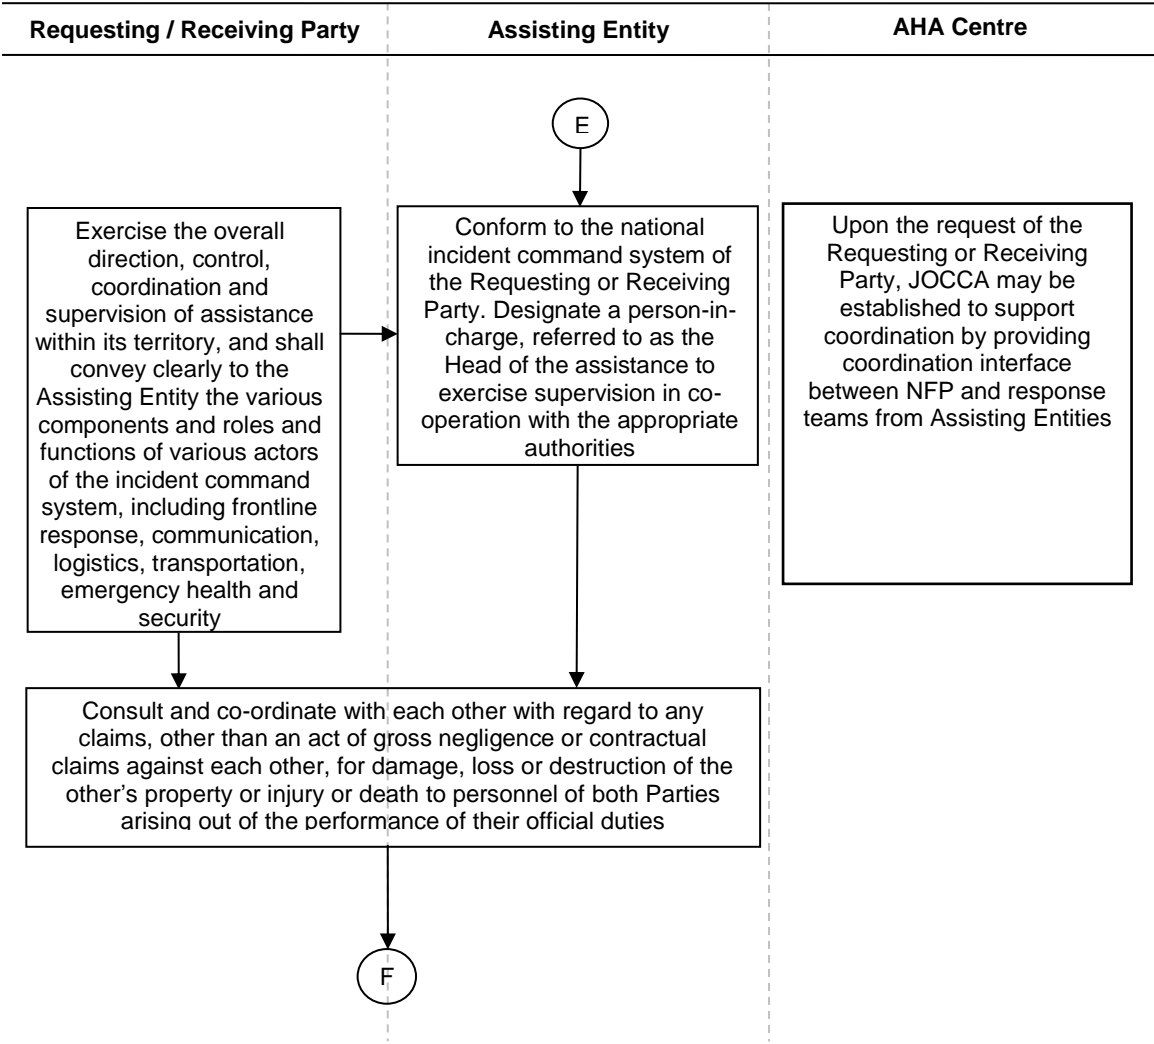 Requesting / Receiving Party
Assisting Entity
AHA Centre
E
Exercise the overall
direction, control,
coordination and
supervision of assistance
within its territory, and shall
convey clearly to the
Assisting Entity the various
components and roles and
functions of various actors
of the incident command
system, including frontline
response, communication,
logistics, transportation,
emergency health and
security
Conform to the national
incident command system of
the Requesting or Receiving
Party. Designate a person-in-
charge, referred to as the
Head of the assistance to
exercise supervision in co-
operation with the appropriate
authorities
Upon the request of the
Requesting or Receiving
Party, JOCCA may be
established to support
coordination by providing
coordination interface
between NFP and response
teams from Assisting Entities
Consult and co-ordinate with each other with regard to any
claims, other than an act of gross negligence or contractual
claims against each other, for damage, loss or destruction of the
other's property or injury or death to personnel of both Parties
arising out of the performance of their official duties
F